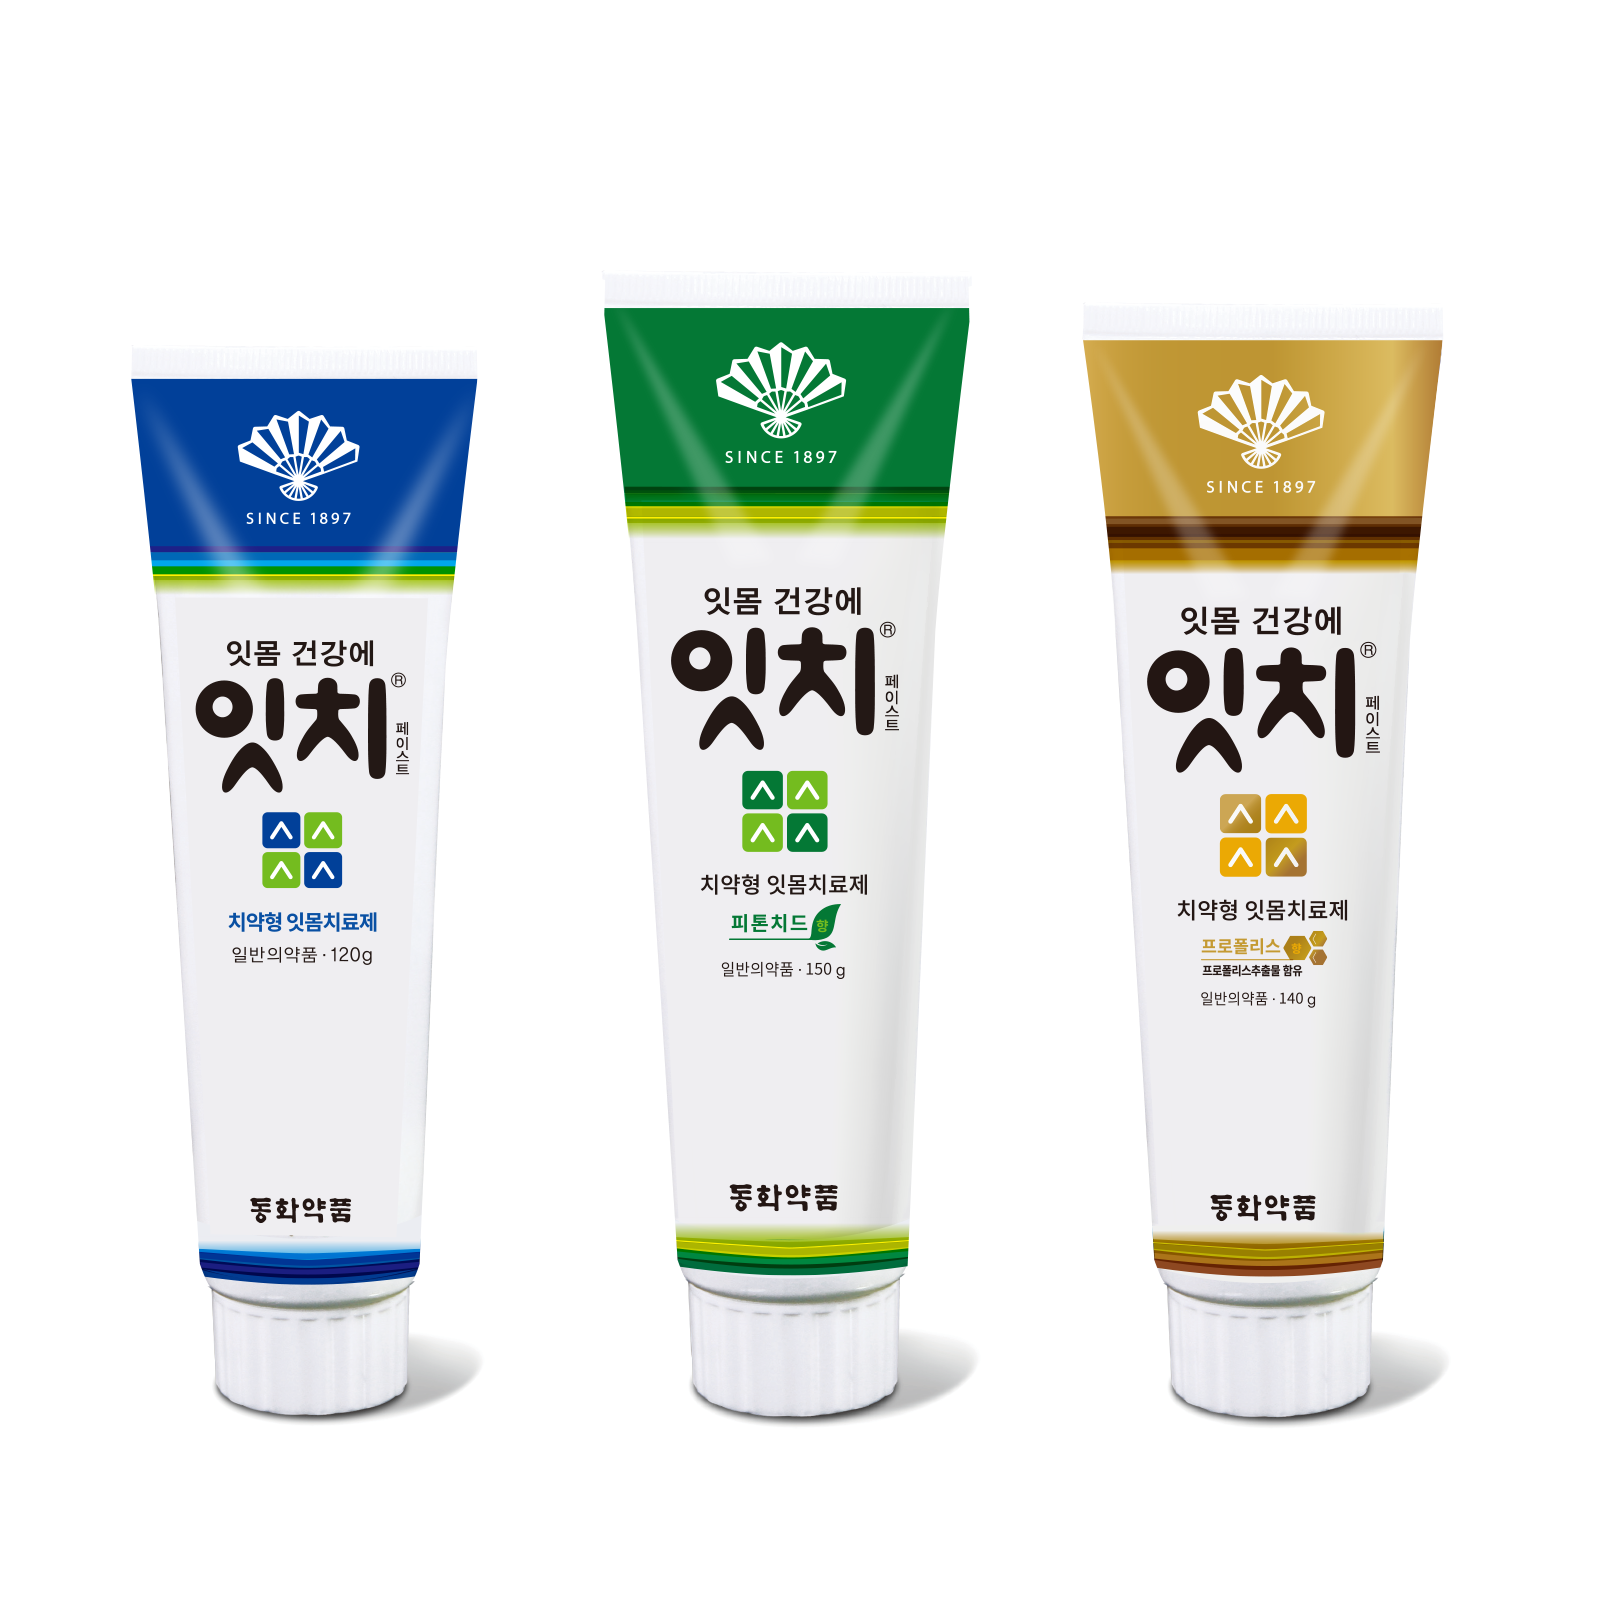 SINCE 1897
잇몸 건강에
잇치®
페이스트
치약형 잇몸치료제
일반의약품 · 120g
동화약품
SINCE 1897
잇몸 건강에
잇치®
페이스트
치약형 잇몸치료제
피톤치드 향
일반의약품 · 150 g
동화약품
SINCE 1897
잇몸 건강에
잇치®
페이스트
치약형 잇몸치료제
프로폴리스 향
프로폴리스추출물 함유
일반의약품 · 140 g
동화약품